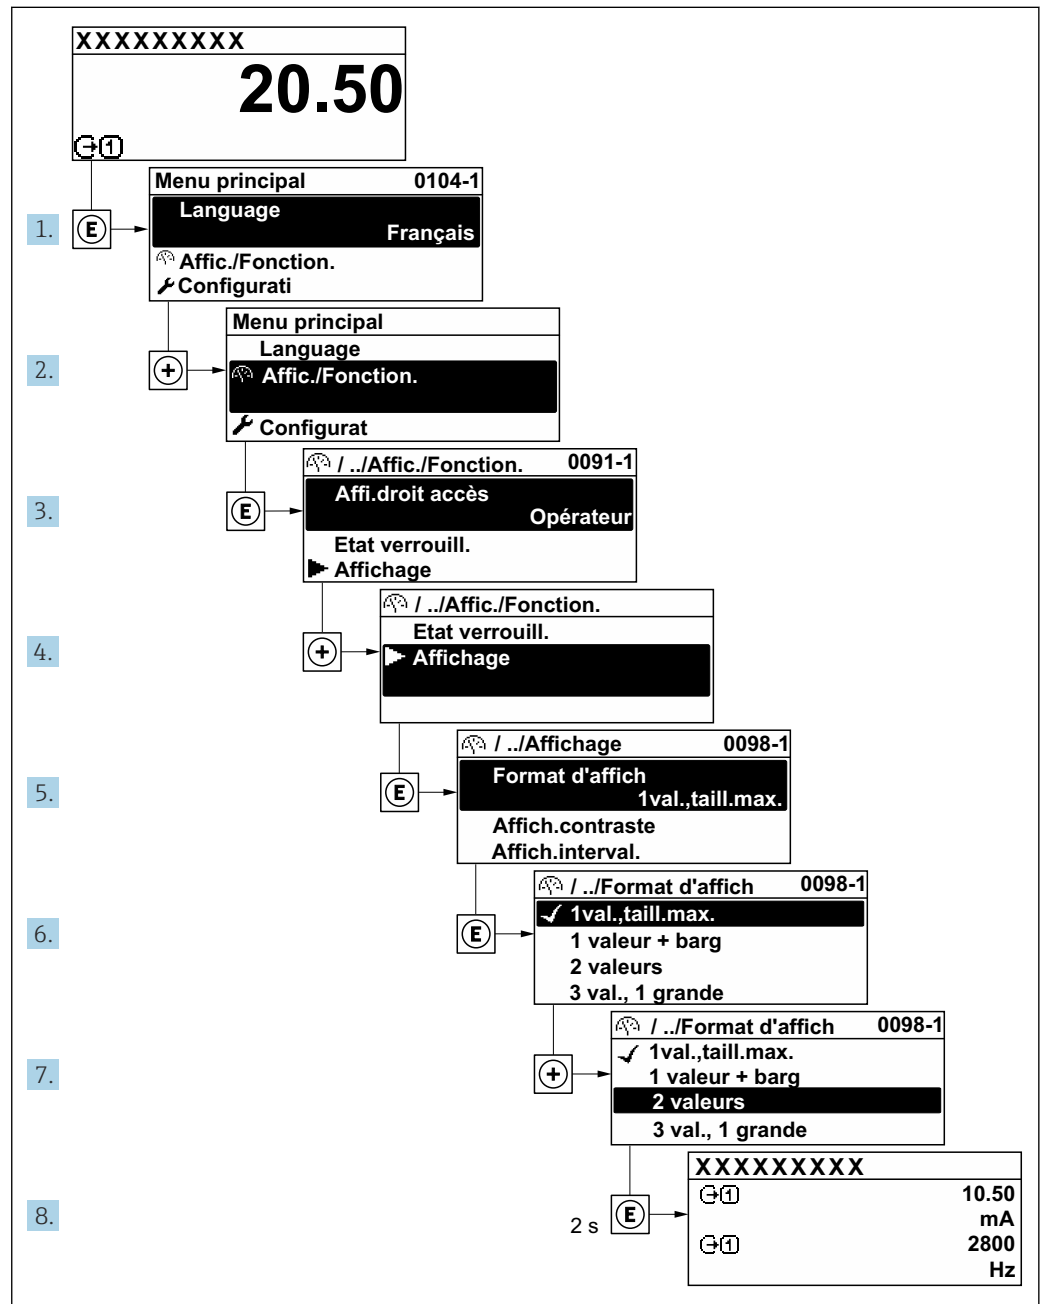 XXXXXXXXX
20.50
1
Menu principal 0104-1
Language
Français
Affic./Fonction.
Configurati
1. E
Menu principal
Language
Affic./Fonction.
Configurat
2. +
/ ../Affic./Fonction. 0091-1
Affi.droit accès
Opérateur
Etat verrouill.
Affichage
3. E
/ ../Affic./Fonction.
Etat verrouill.
Affichage
4. +
/ ../Affichage 0098-1
Format d'affich
1val.,taill.max.
Affich.contraste
Affich.interval.
5. E
/ ../Format d'affich 0098-1
1val.,taill.max.
1 valeur + barg
2 valeurs
3 val., 1 grande
6. E
/ ../Format d'affich 0098-1
1val.,taill.max.
1 valeur + barg
2 valeurs
3 val., 1 grande
7. +
XXXXXXXXX
1 10.50
mA
1 2800
Hz
8. 2 s E